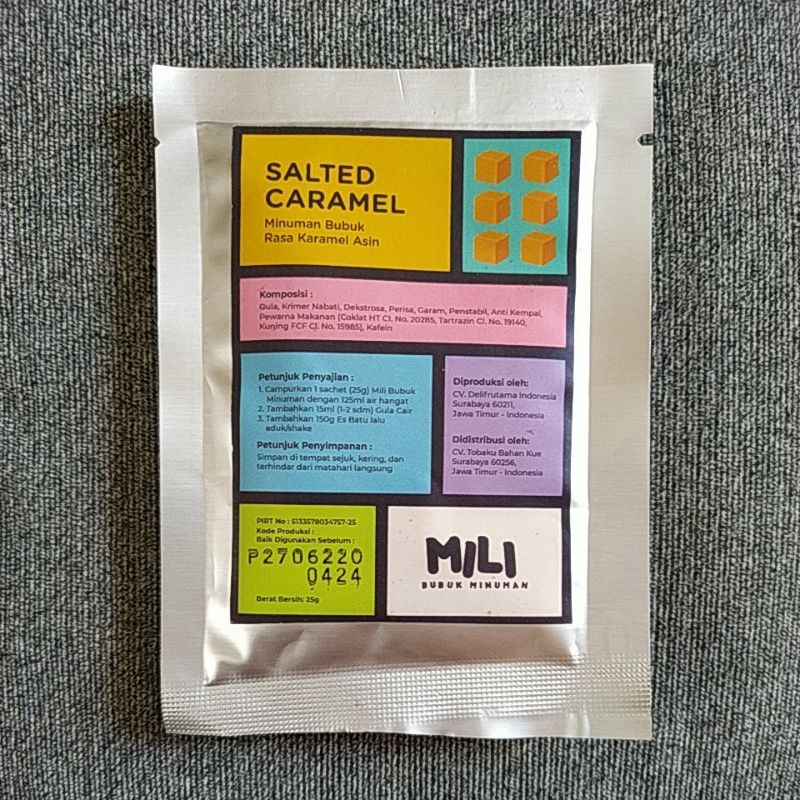 SALTED
CARAMEL
Minuman Bubuk
Rasa Karamel Asin
Komposisi :
Gula, Krimer Nabati, Dekstrosa, Perisa, Garam, Penstabil, Anti Kempal,
Pewarna Makanan (Coklat HT CI. No. 20285, Tartrazin CI. No. 19140,
Kuning FCF CI. No. 15985), Kafein
Petunjuk Penyajian :
1. Campurkan 1 sachet (25g) Mili Bubuk
Minuman dengan 125ml air hangat
2. Tambahkan 15ml (1-2 sdm) Gula Cair
3. Tambahkan 150g Es Batu lalu
aduk/shake
Petunjuk Penyimpanan :
Simpan di tempat sejuk, kering, dan
terhindar dari matahari langsung
Diproduksi oleh:
CV. Delifrutama Indonesia
Surabaya 60211,
Jawa Timur - Indonesia
Didistribusi oleh:
CV. Tobaku Bahan Kue
Surabaya 60256,
Jawa Timur - Indonesia
PIRT No : 5133578034757-25
Kode Produksi :
Baik Digunakan Sebelum :
P2706220
0424
Berat Bersih: 25g
MILI
BUBUK MINUMAN